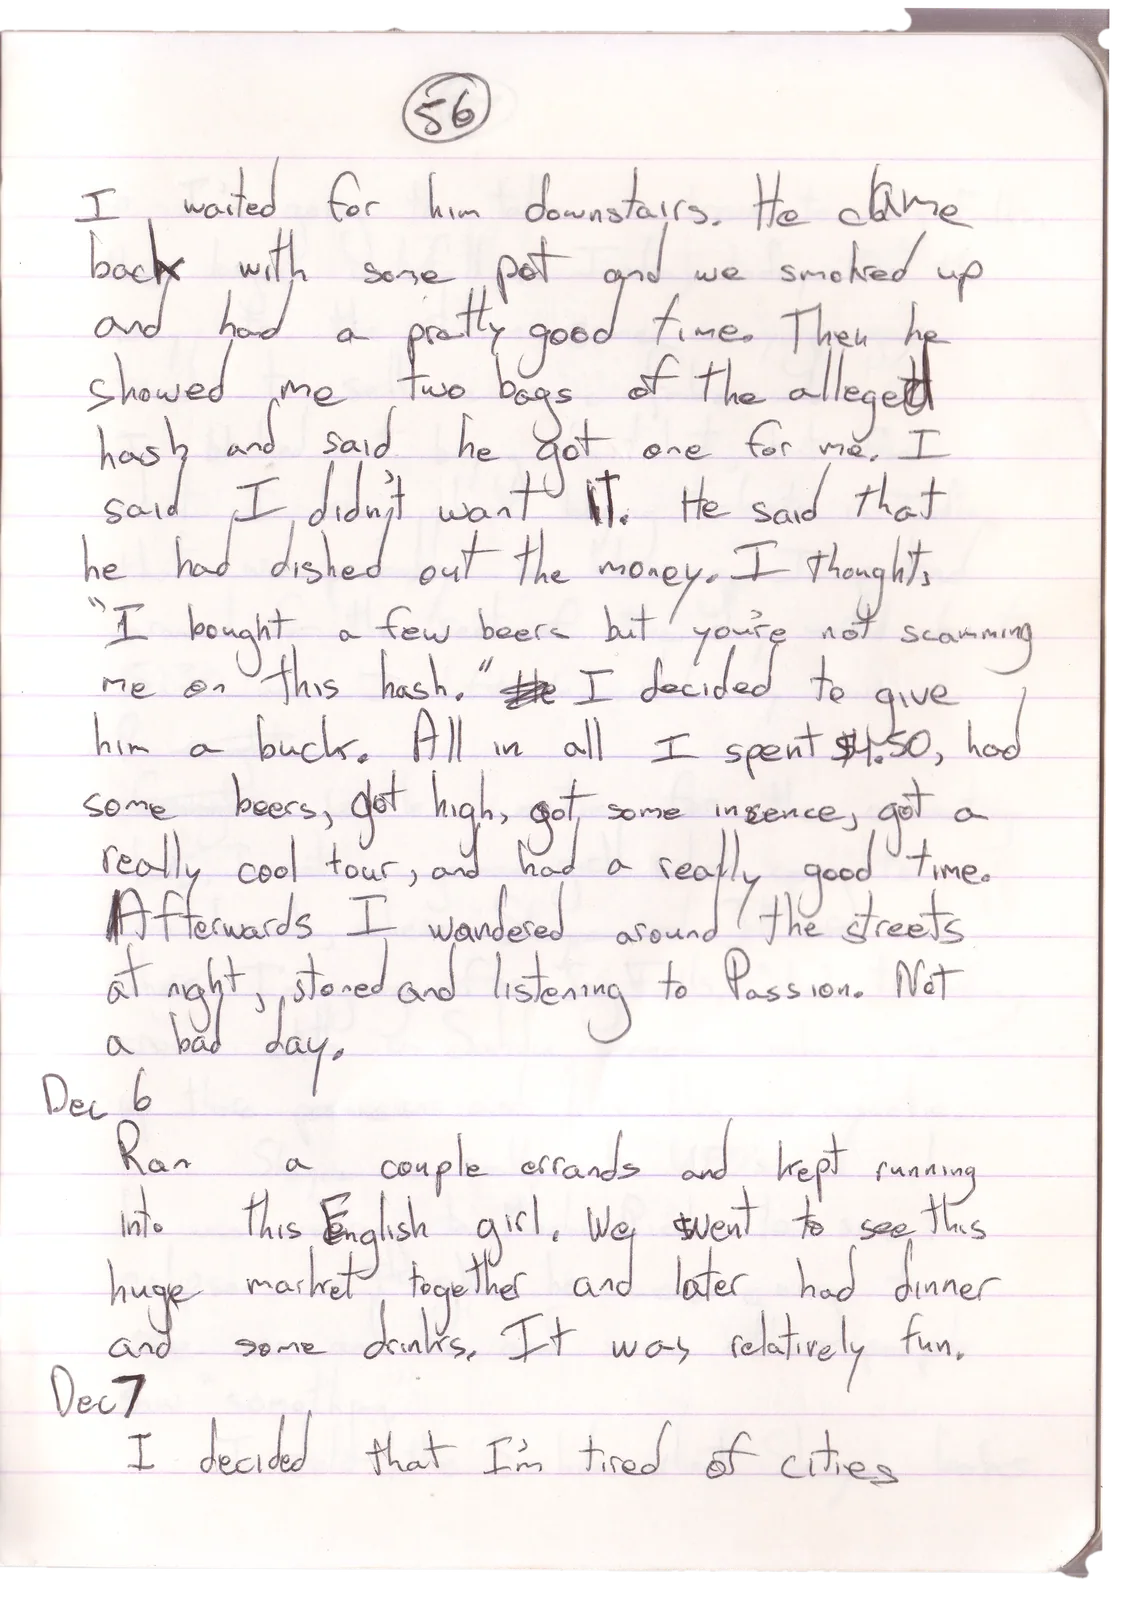 56
I waited for him downstairs. He came
back with some pot and we smoked up
and had a pretty good time. Then he
showed me two bags of the alleged
hash and said he got one for me. I
said I didn't want it. He said that
he had dished out the money. I thought,
"I bought a few beers but you're not scamming
me on this hash." I decided to give
him a buck. All in all I spent $4.50, had
some beers, got high, got some insence, got a
really cool tour, and had a really good time.
Afterwards I wandered around the streets
at night, stoned and listening to Passion. Not
a bad day.
Dec 6
Ran a couple errands and kept running
into this English girl. We went to see this
huge market together and later had dinner
and some drinks. It was relatively fun.
Dec 7
I decided that I'm tired of cities